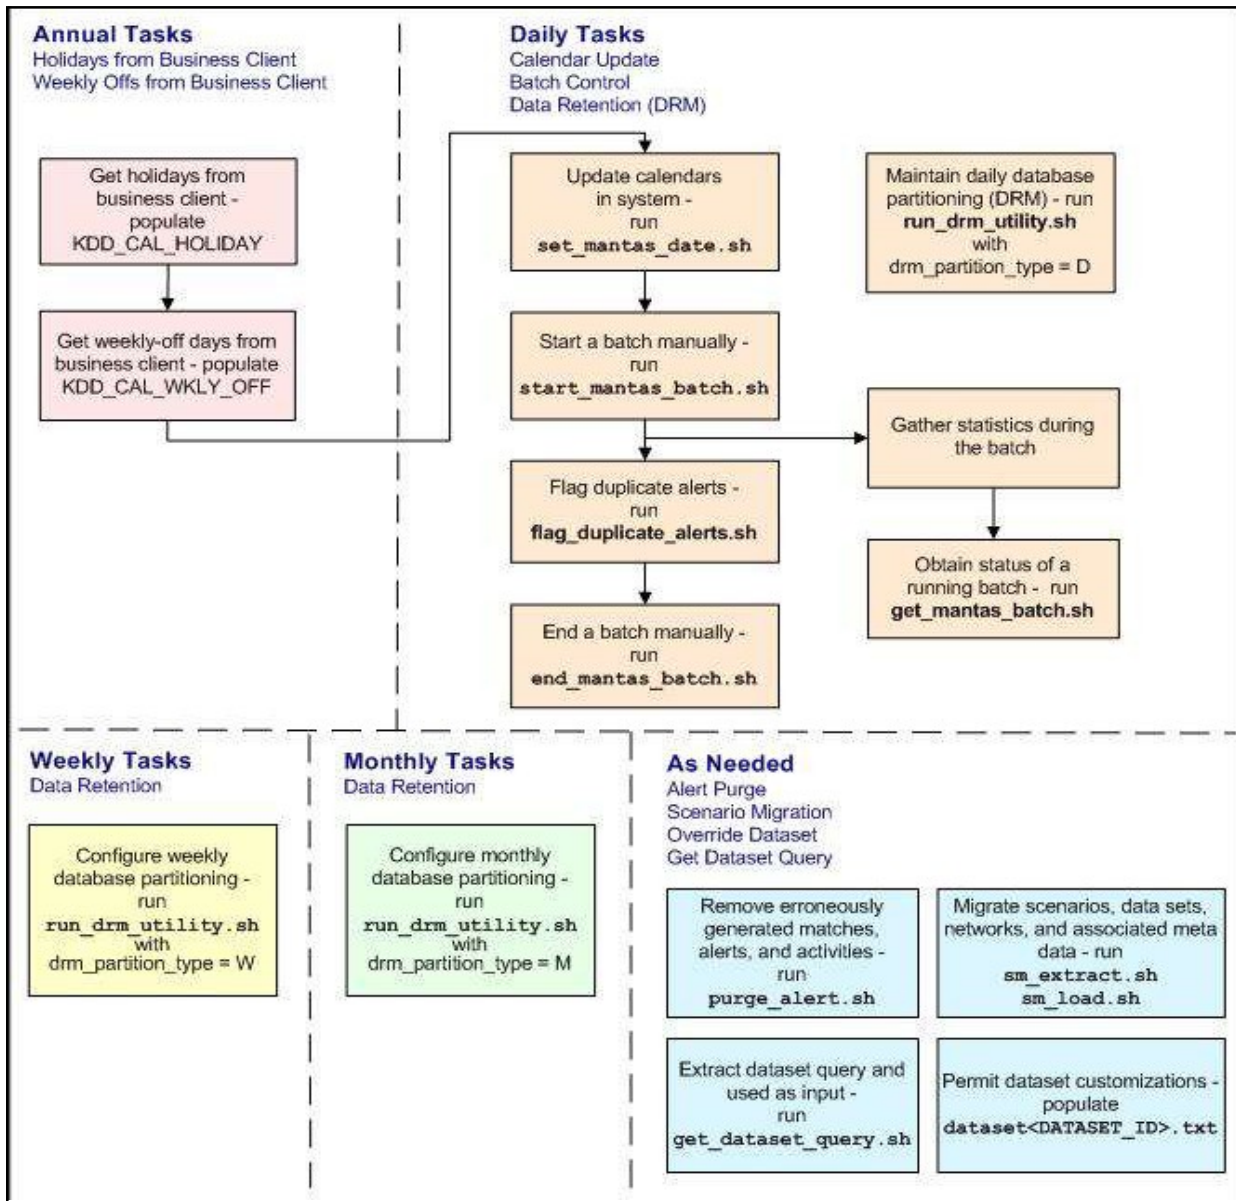 Annual Tasks
Holidays from Business Client
Weekly Offs from Business Client
Get holidays from
business client -
populate
KDD_CAL_HOLIDAY
Get weekly-off days from
business client - populate
KDD_CAL_WKLY_OFF
Daily Tasks
Calendar Update
Batch Control
Data Retention (DRM)
Update calendars
in system -
run
set_mantas_date.sh
Start a batch manually -
run
start_mantas_batch.sh
Flag duplicate alerts -
run
flag_duplicate_alerts.sh
End a batch manually -
run
end_mantas_batch.sh
Maintain daily database
partitioning (DRM) - run
run_drm_utility.sh
with
drm_partition_type = D
Gather statistics during
the batch
Obtain status of a
running batch - run
get_mantas_batch.sh
Weekly Tasks
Data Retention
Configure weekly
database partitioning -
run
run_drm_utility.sh
with
drm_partition_type = W
Monthly Tasks
Data Retention
Configure monthly
database partitioning -
run
run_drm_utility.sh
with
drm_partition_type = M
As Needed
Alert Purge
Scenario Migration
Override Dataset
Get Dataset Query
Remove erroneously
generated matches,
alerts, and activities -
run
purge_alert.sh
Migrate scenarios, data sets,
networks, and associated meta
data - run
sm_extract.sh
sm_load.sh
Extract dataset query and
used as input -
run
get_dataset_query.sh
Permit dataset customizations -
populate
dataset<DATASET_ID>.txt